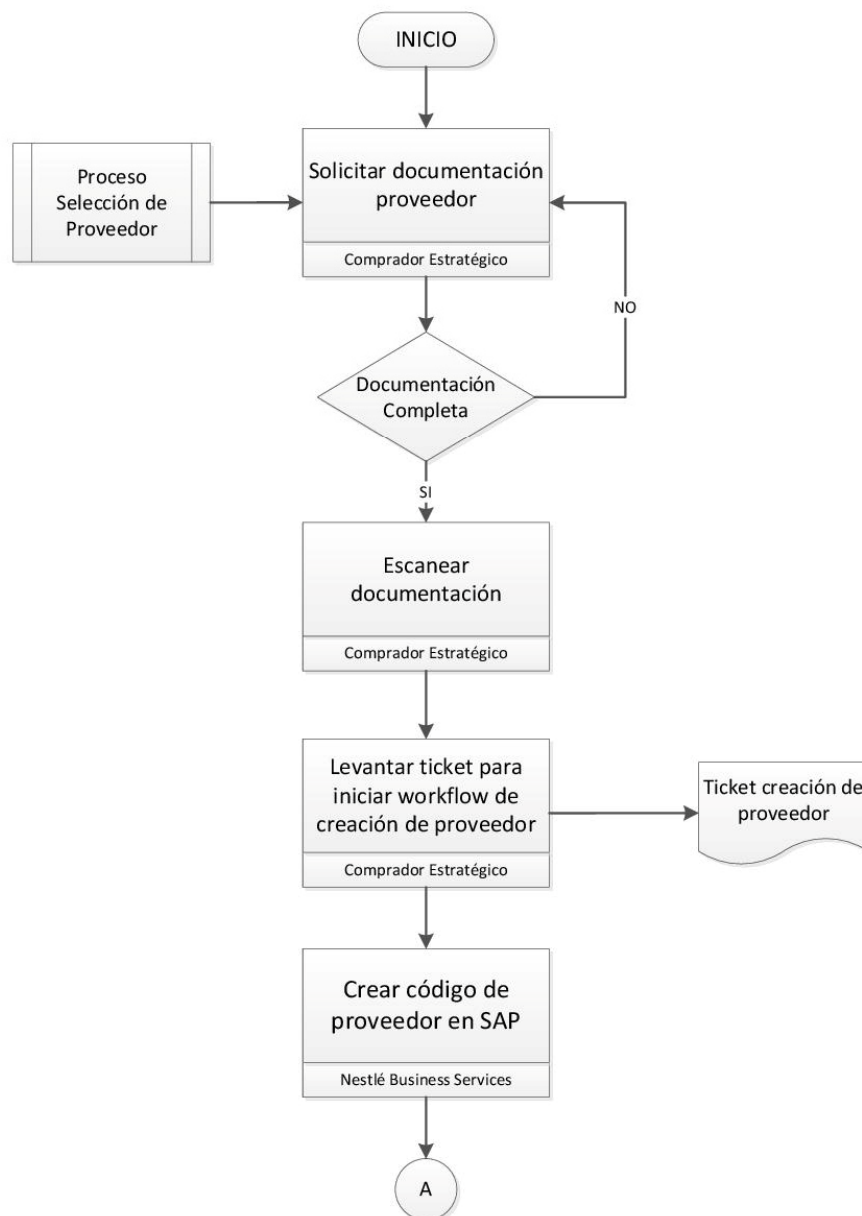 INICIO
Proceso
Selección de
Proveedor
Solicitar documentación
proveedor
Comprador Estratégico
NO
Documentación
Completa
SI
Escanear
documentación
Comprador Estratégico
Levantar ticket para
iniciar workflow de
creación de proveedor
Comprador Estratégico
Ticket creación de
proveedor
Crear código de
proveedor en SAP
Nestlé Business Services
A